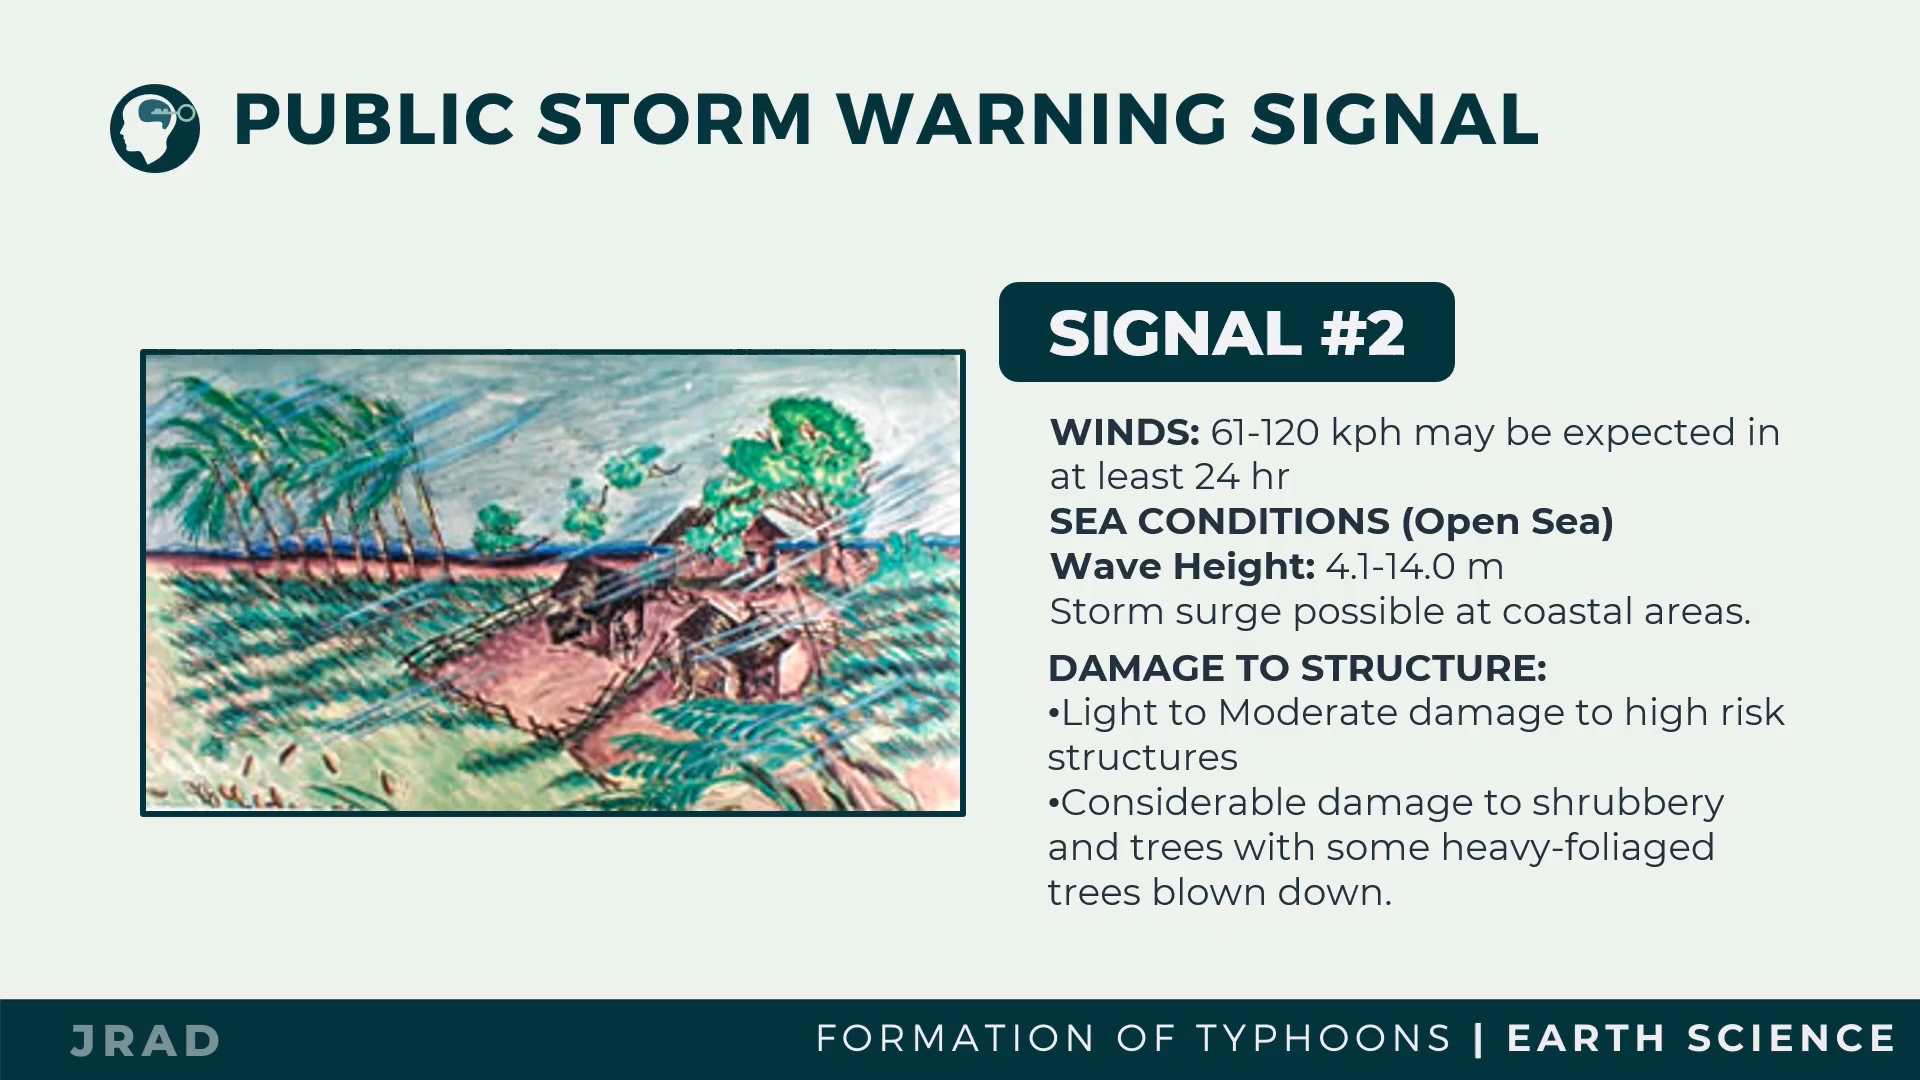 PUBLIC STORM WARNING SIGNAL
SIGNAL #2
WINDS: 61-120 kph may be expected in
at least 24 hr
SEA CONDITIONS (Open Sea)
Wave Height: 4.1-14.0 m
Storm surge possible at coastal areas.
DAMAGE TO STRUCTURE:
•Light to Moderate damage to high risk
structures
•Considerable damage to shrubbery
and trees with some heavy-foliaged
trees blown down.
JRAD
FORMATION OF TYPHOONS | EARTH SCIENCE